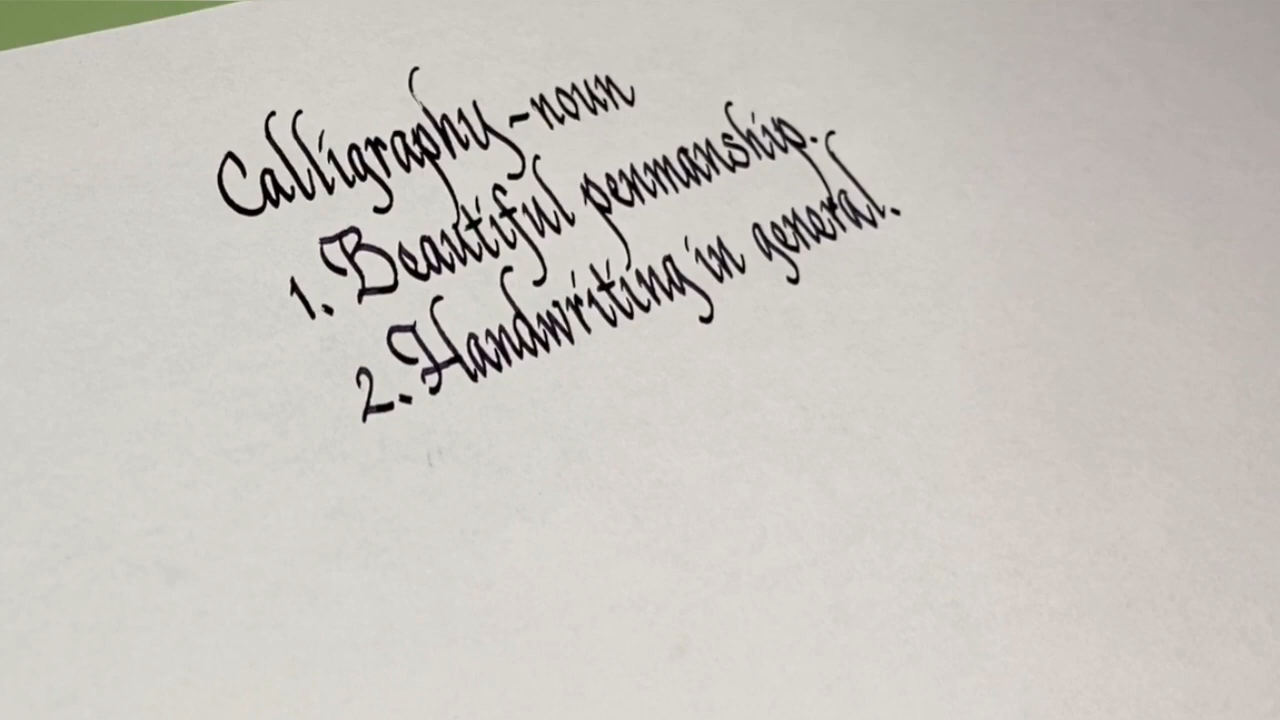 Calligraphy-noun
1. Beautiful penmanship.
2. Handwriting in general.